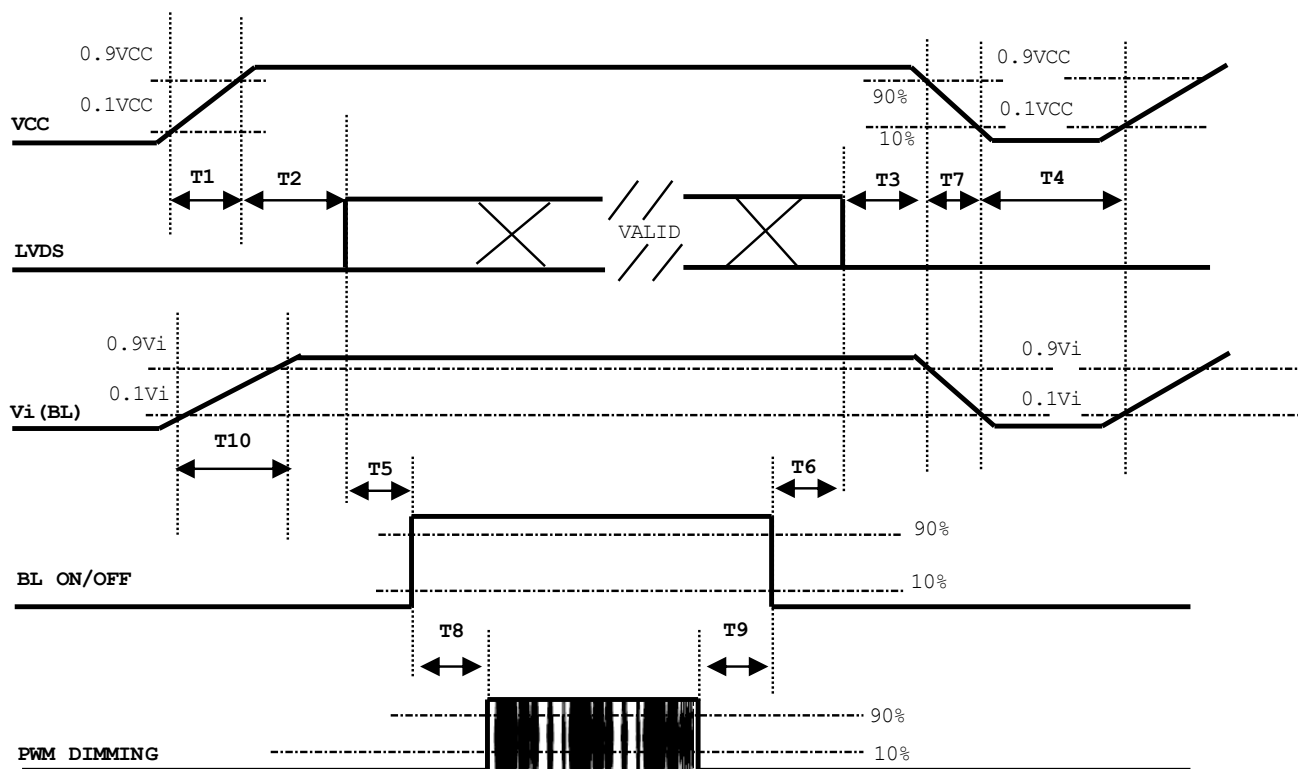 0.9VCC
0.9VCC
90%
0.1VCC
0.1VCC
VCC
10%
T1
T2
T3
T7
T4
VALID
LVDS
0.9Vi
0.9Vi
0.1Vi
0.1Vi
Vi(BL)
T10
T5
T6
90%
BL ON/OFF
10%
T8
T9
90%
PWM DIMMING
10%